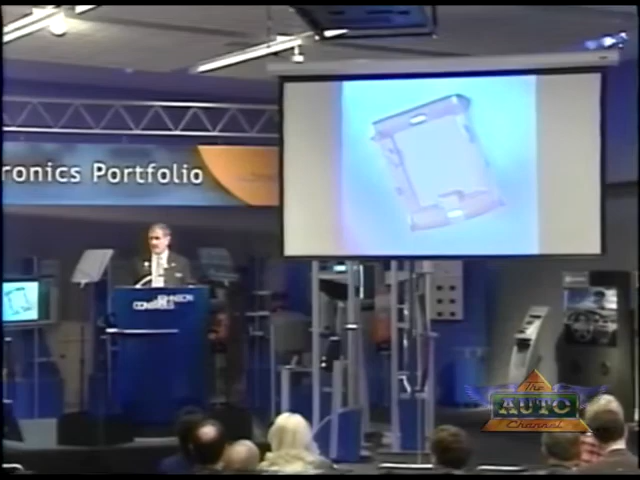 ronics Portfolio
JOHNSON
CONTROLS
The
AUTO
Channel